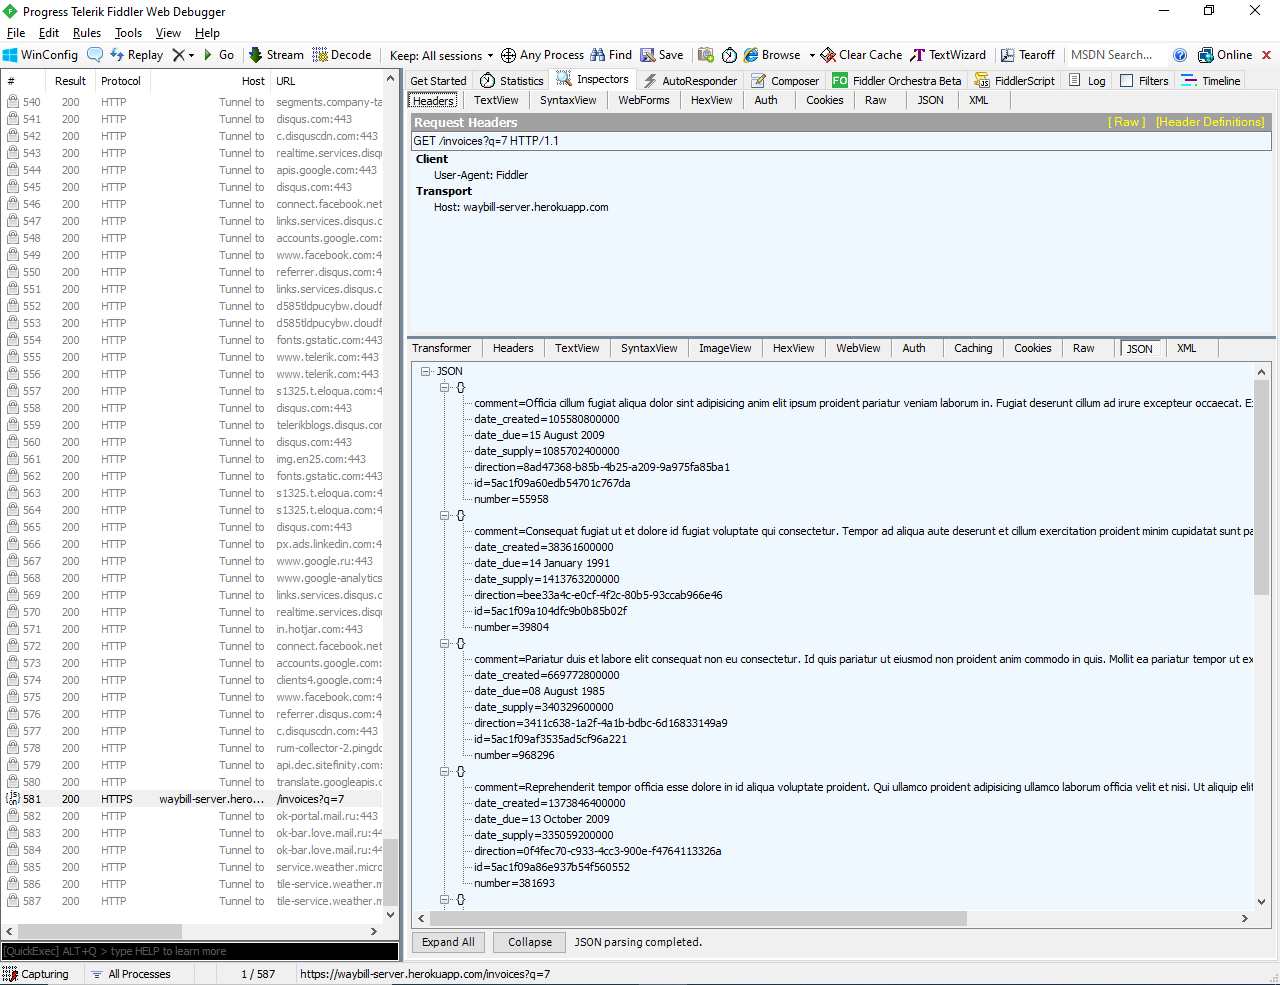 Progress Telerik Fiddler Web Debugger
File Edit Rules Tools View Help
WinConfig Replay Go Stream Decode Keep: All sessions Any Process Find Save Browse Clear Cache TextWizard Tearoff MSDN Search... Online
# Result Protocol Host URL
540 200 HTTP Tunnel to segments.company-ta
541 200 HTTP Tunnel to disqus.com:443
542 200 HTTP Tunnel to c.disquscdn.com:443
543 200 HTTP Tunnel to realtime.services.disq
544 200 HTTP Tunnel to apis.google.com:443
545 200 HTTP Tunnel to disqus.com:443
546 200 HTTP Tunnel to connect.facebook.net
547 200 HTTP Tunnel to links.services.disqus.c
548 200 HTTP Tunnel to accounts.google.com:
549 200 HTTP Tunnel to www.facebook.com:4
550 200 HTTP Tunnel to referrer.disqus.com:4
551 200 HTTP Tunnel to links.services.disqus.c
552 200 HTTP Tunnel to d585tldpucybw.cloudf
553 200 HTTP Tunnel to d585tldpucybw.cloudf
554 200 HTTP Tunnel to fonts.gstatic.com:443
555 200 HTTP Tunnel to www.telerik.com:443
556 200 HTTP Tunnel to www.telerik.com:443
557 200 HTTP Tunnel to s1325.t.eloqua.com:4
558 200 HTTP Tunnel to disqus.com:443
559 200 HTTP Tunnel to telerikblogs.disqus.cor
560 200 HTTP Tunnel to disqus.com:443
561 200 HTTP Tunnel to img.en25.com:443
562 200 HTTP Tunnel to fonts.gstatic.com:443
563 200 HTTP Tunnel to s1325.t.eloqua.com:4
564 200 HTTP Tunnel to s1325.t.eloqua.com:4
565 200 HTTP Tunnel to disqus.com:443
566 200 HTTP Tunnel to px.ads.linkedin.com:4
567 200 HTTP Tunnel to www.google.ru:443
568 200 HTTP Tunnel to www.google-analytics
569 200 HTTP Tunnel to links.services.disqus.c
570 200 HTTP Tunnel to realtime.services.disq
571 200 HTTP Tunnel to in.hotjar.com:443
572 200 HTTP Tunnel to connect.facebook.net
573 200 HTTP Tunnel to accounts.google.com:
574 200 HTTP Tunnel to clients4.google.com:4
575 200 HTTP Tunnel to www.facebook.com:4
576 200 HTTP Tunnel to referrer.disqus.com:4
577 200 HTTP Tunnel to c.disquscdn.com:443
578 200 HTTP Tunnel to rum-collector-2.pingdo
579 200 HTTP Tunnel to api.dec.sitefinity.com:
580 200 HTTP Tunnel to translate.googleapis.c
581 200 HTTPS waybill-server.hero... /invoices?q=7
582 200 HTTP Tunnel to ok-portal.mail.ru:443
583 200 HTTP Tunnel to ok-bar.love.mail.ru:44
584 200 HTTP Tunnel to ok-bar.love.mail.ru:44
585 200 HTTP Tunnel to service.weather.micro
586 200 HTTP Tunnel to tile-service.weather.m
587 200 HTTP Tunnel to tile-service.weather.m
[QuickExec] ALT+Q > type HELP to learn more
Get Started Statistics Inspectors AutoResponder Composer FO Fiddler Orchestra Beta FiddlerScript Log Filters Timeline
Headers TextView SyntaxView WebForms HexView Auth Cookies Raw JSON XML
Request Headers [ Raw ] [Header Definitions]
GET /invoices?q=7 HTTP/1.1
Client
User-Agent: Fiddler
Transport
Host: waybill-server.herokuapp.com
Transformer Headers TextView SyntaxView ImageView HexView WebView Auth Caching Cookies Raw JSON XML
JSON
{}
comment=Officia cillum fugiat aliqua dolor sint adipisicing anim elit ipsum proident pariatur veniam laborum in. Fugiat deserunt cillum ad irure excepteur occaecat. E
date_created=105580800000
date_due=15 August 2009
date_supply=1085702400000
direction=8ad47368-b85b-4b25-a209-9a975fa85ba1
id=5ac1f09a60edb54701c767da
number=55958
{}
comment=Consequat fugiat ut et dolore id fugiat voluptate qui consectetur. Tempor ad aliqua aute deserunt et cillum exercitation proident minim cupidatat sunt pa
date_created=38361600000
date_due=14 January 1991
date_supply=1413763200000
direction=bee33a4c-e0cf-4f2c-80b5-93ccab966e46
id=5ac1f09a104dfc9b0b85b02f
number=39804
{}
comment=Pariatur duis et labore elit consequat non eu consectetur. Id quis pariatur ut eiusmod non proident anim commodo in quis. Mollit ea pariatur tempor ut ex
date_created=669772800000
date_due=08 August 1985
date_supply=340329600000
direction=3411c638-1a2f-4a1b-bdbc-6d16833149a9
id=5ac1f09af3535ad5cf96a221
number=968296
{}
comment=Reprehenderit tempor officia esse dolore in id aliqua voluptate proident. Qui ullamco proident adipisicing ullamco laborum officia velit et nisi. Ut aliquip elit
date_created=1373846400000
date_due=13 October 2009
date_supply=335059200000
direction=0f4fec70-c933-4cc3-900e-f4764113326a
id=5ac1f09a86e937b54f560552
number=381693
{}
Expand All Collapse JSON parsing completed.
Capturing All Processes 1 / 587 https://waybill-server.herokuapp.com/invoices?q=7